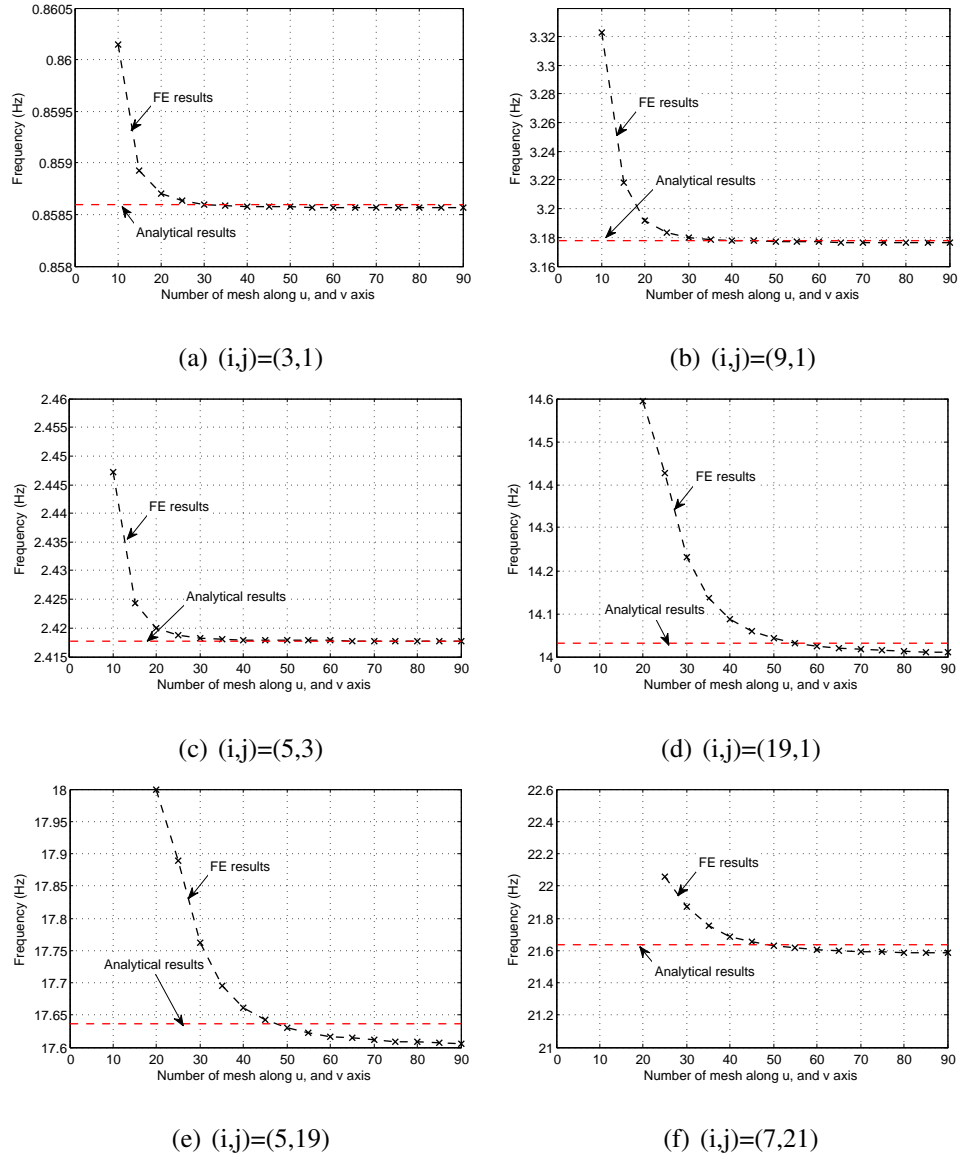 0.8605
0.86
0.8595
0.859
0.8585
0.858
Frequency (Hz)
FE results
Analytical results
0 10 20 30 40 50 60 70 80 90
Number of mesh along u, and v axis
(a) (i,j)=(3,1)
3.32
3.3
3.28
3.26
3.24
3.22
3.2
3.18
3.16
Frequency (Hz)
FE results
Analytical results
0 10 20 30 40 50 60 70 80 90
Number of mesh along u, and v axis
(b) (i,j)=(9,1)
2.46
2.455
2.45
2.445
2.44
2.435
2.43
2.425
2.42
2.415
Frequency (Hz)
FE results
Analytical results
0 10 20 30 40 50 60 70 80 90
Number of mesh along u, and v axis
(c) (i,j)=(5,3)
14.6
14.5
14.4
14.3
14.2
14.1
14
Frequency (Hz)
FE results
Analytical results
0 10 20 30 40 50 60 70 80 90
Number of mesh along u, and v axis
(d) (i,j)=(19,1)
18
17.95
17.9
17.85
17.8
17.75
17.7
17.65
17.6
Frequency (Hz)
FE results
Analytical results
0 10 20 30 40 50 60 70 80 90
Number of mesh along u, and v axis
(e) (i,j)=(5,19)
22.6
22.4
22.2
22
21.8
21.6
21.4
21.2
21
Frequency (Hz)
FE results
Analytical results
0 10 20 30 40 50 60 70 80 90
Number of mesh along u, and v axis
(f) (i,j)=(7,21)